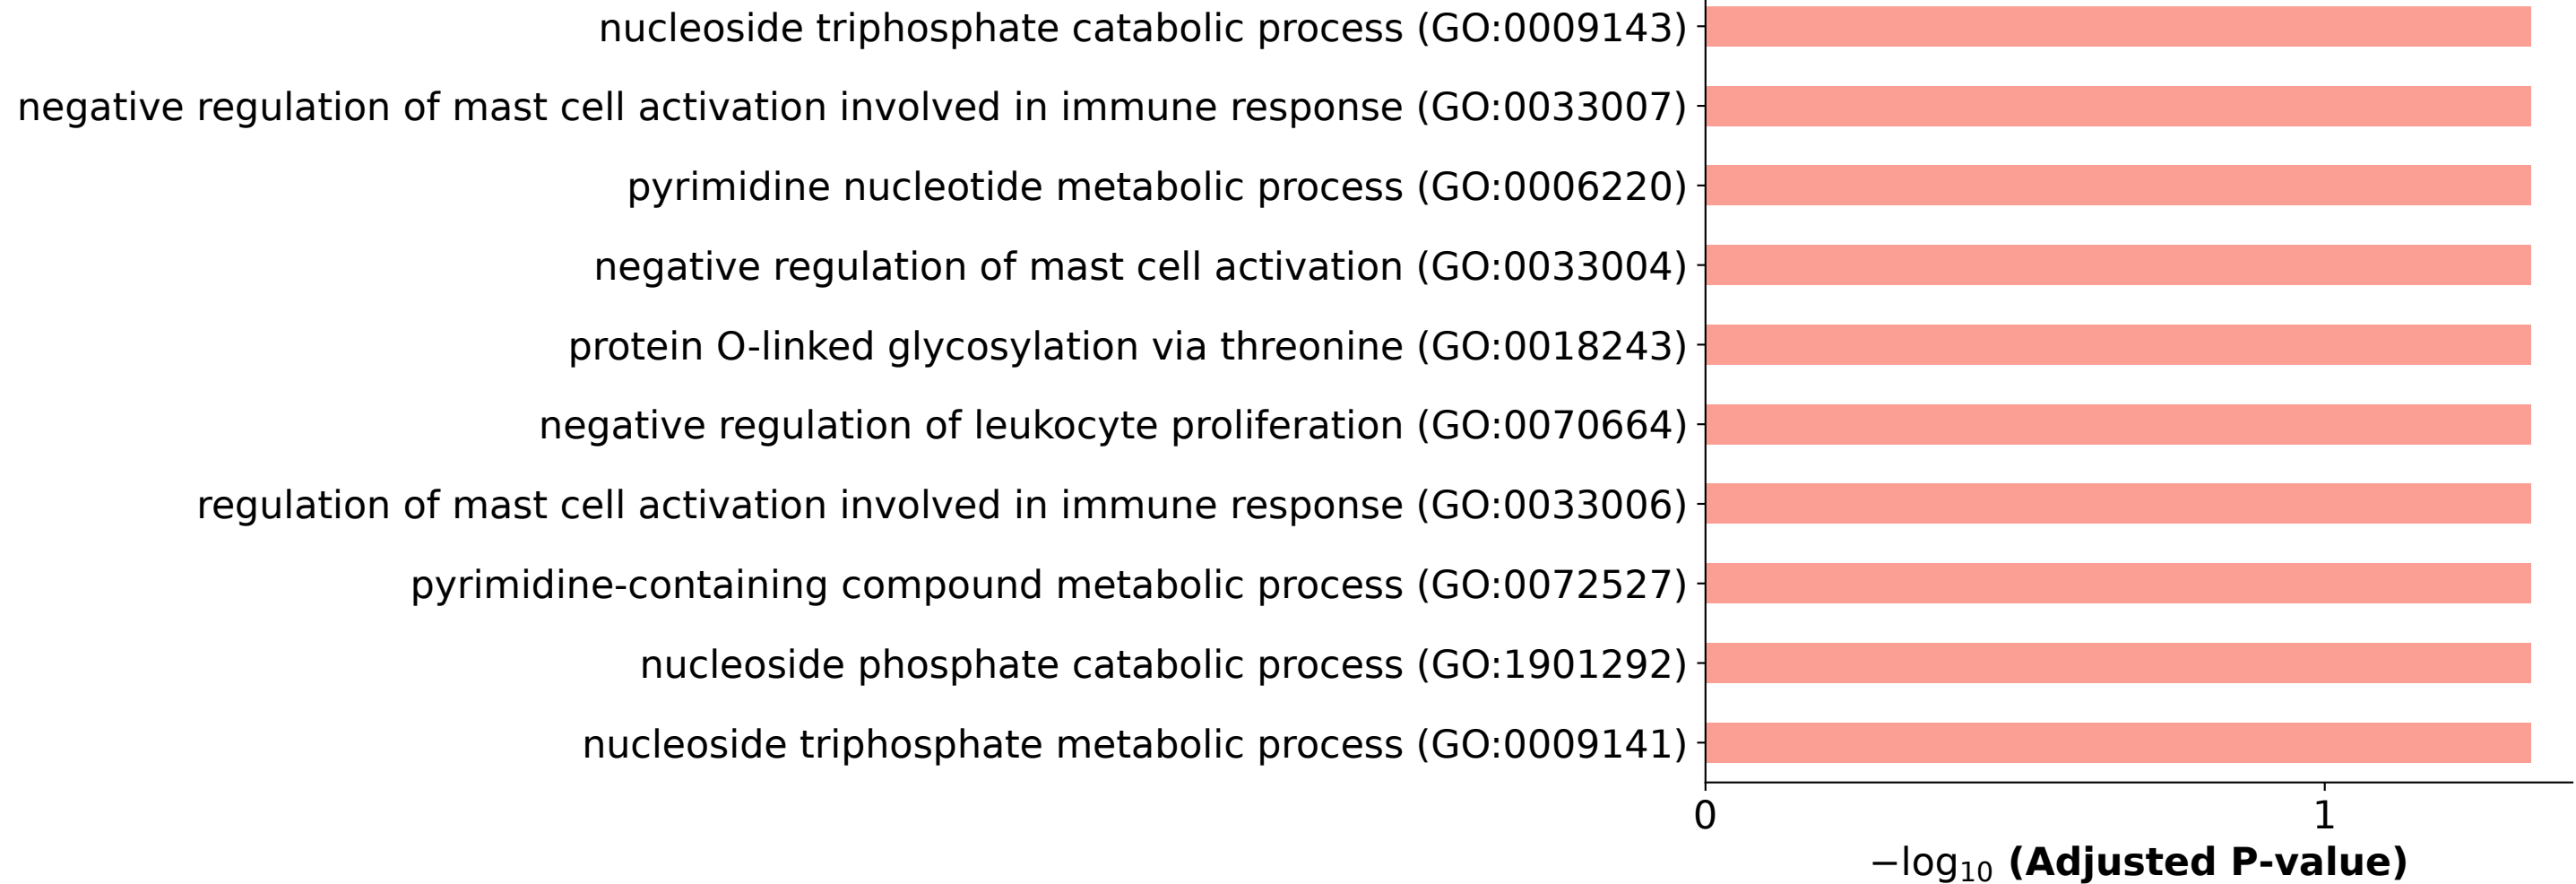 nucleoside triphosphate catabolic process (GO:0009143)
negative regulation of mast cell activation involved in immune response (GO:0033007)
pyrimidine nucleotide metabolic process (GO:0006220)
negative regulation of mast cell activation (GO:0033004)
protein O-linked glycosylation via threonine (GO:0018243)
negative regulation of leukocyte proliferation (GO:0070664)
regulation of mast cell activation involved in immune response (GO:0033006)
pyrimidine-containing compound metabolic process (GO:0072527)
nucleoside phosphate catabolic process (GO:1901292)
nucleoside triphosphate metabolic process (GO:0009141)
0 1
−log₁₀ (Adjusted P-value)